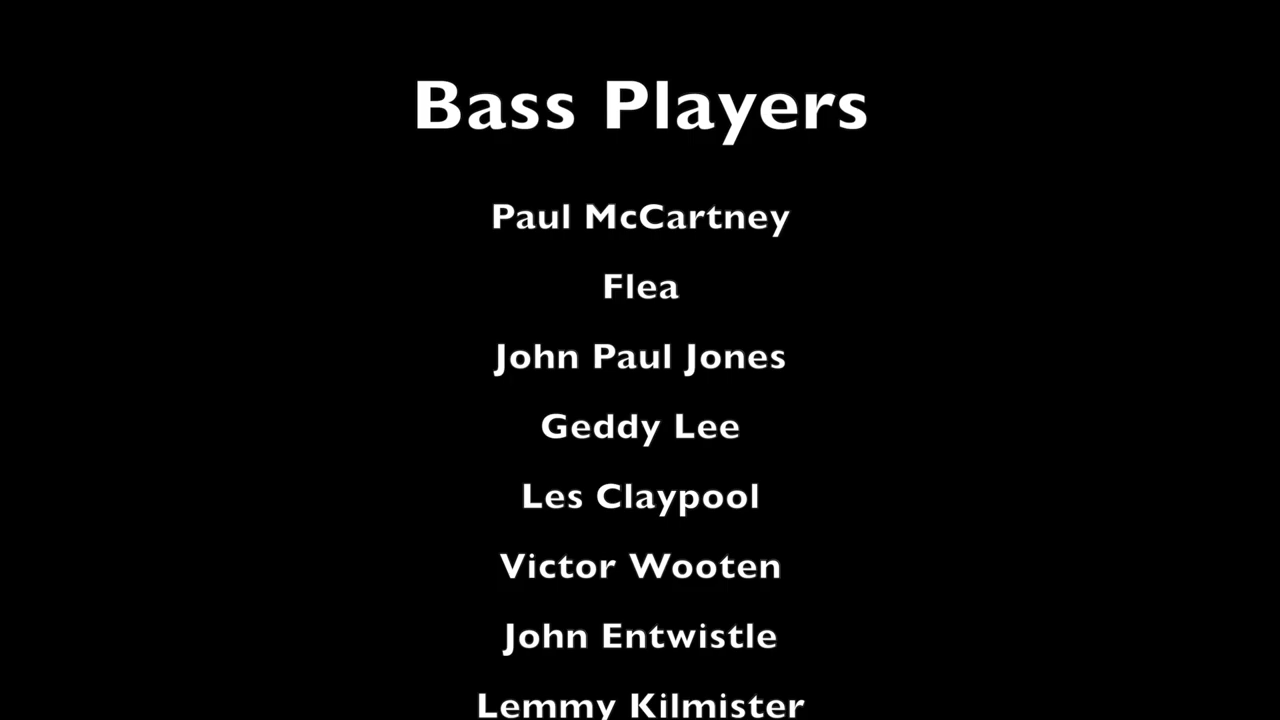 Bass Players
Paul McCartney
Flea
John Paul Jones
Geddy Lee
Les Claypool
Victor Wooten
John Entwistle
Lemmy Kilmister